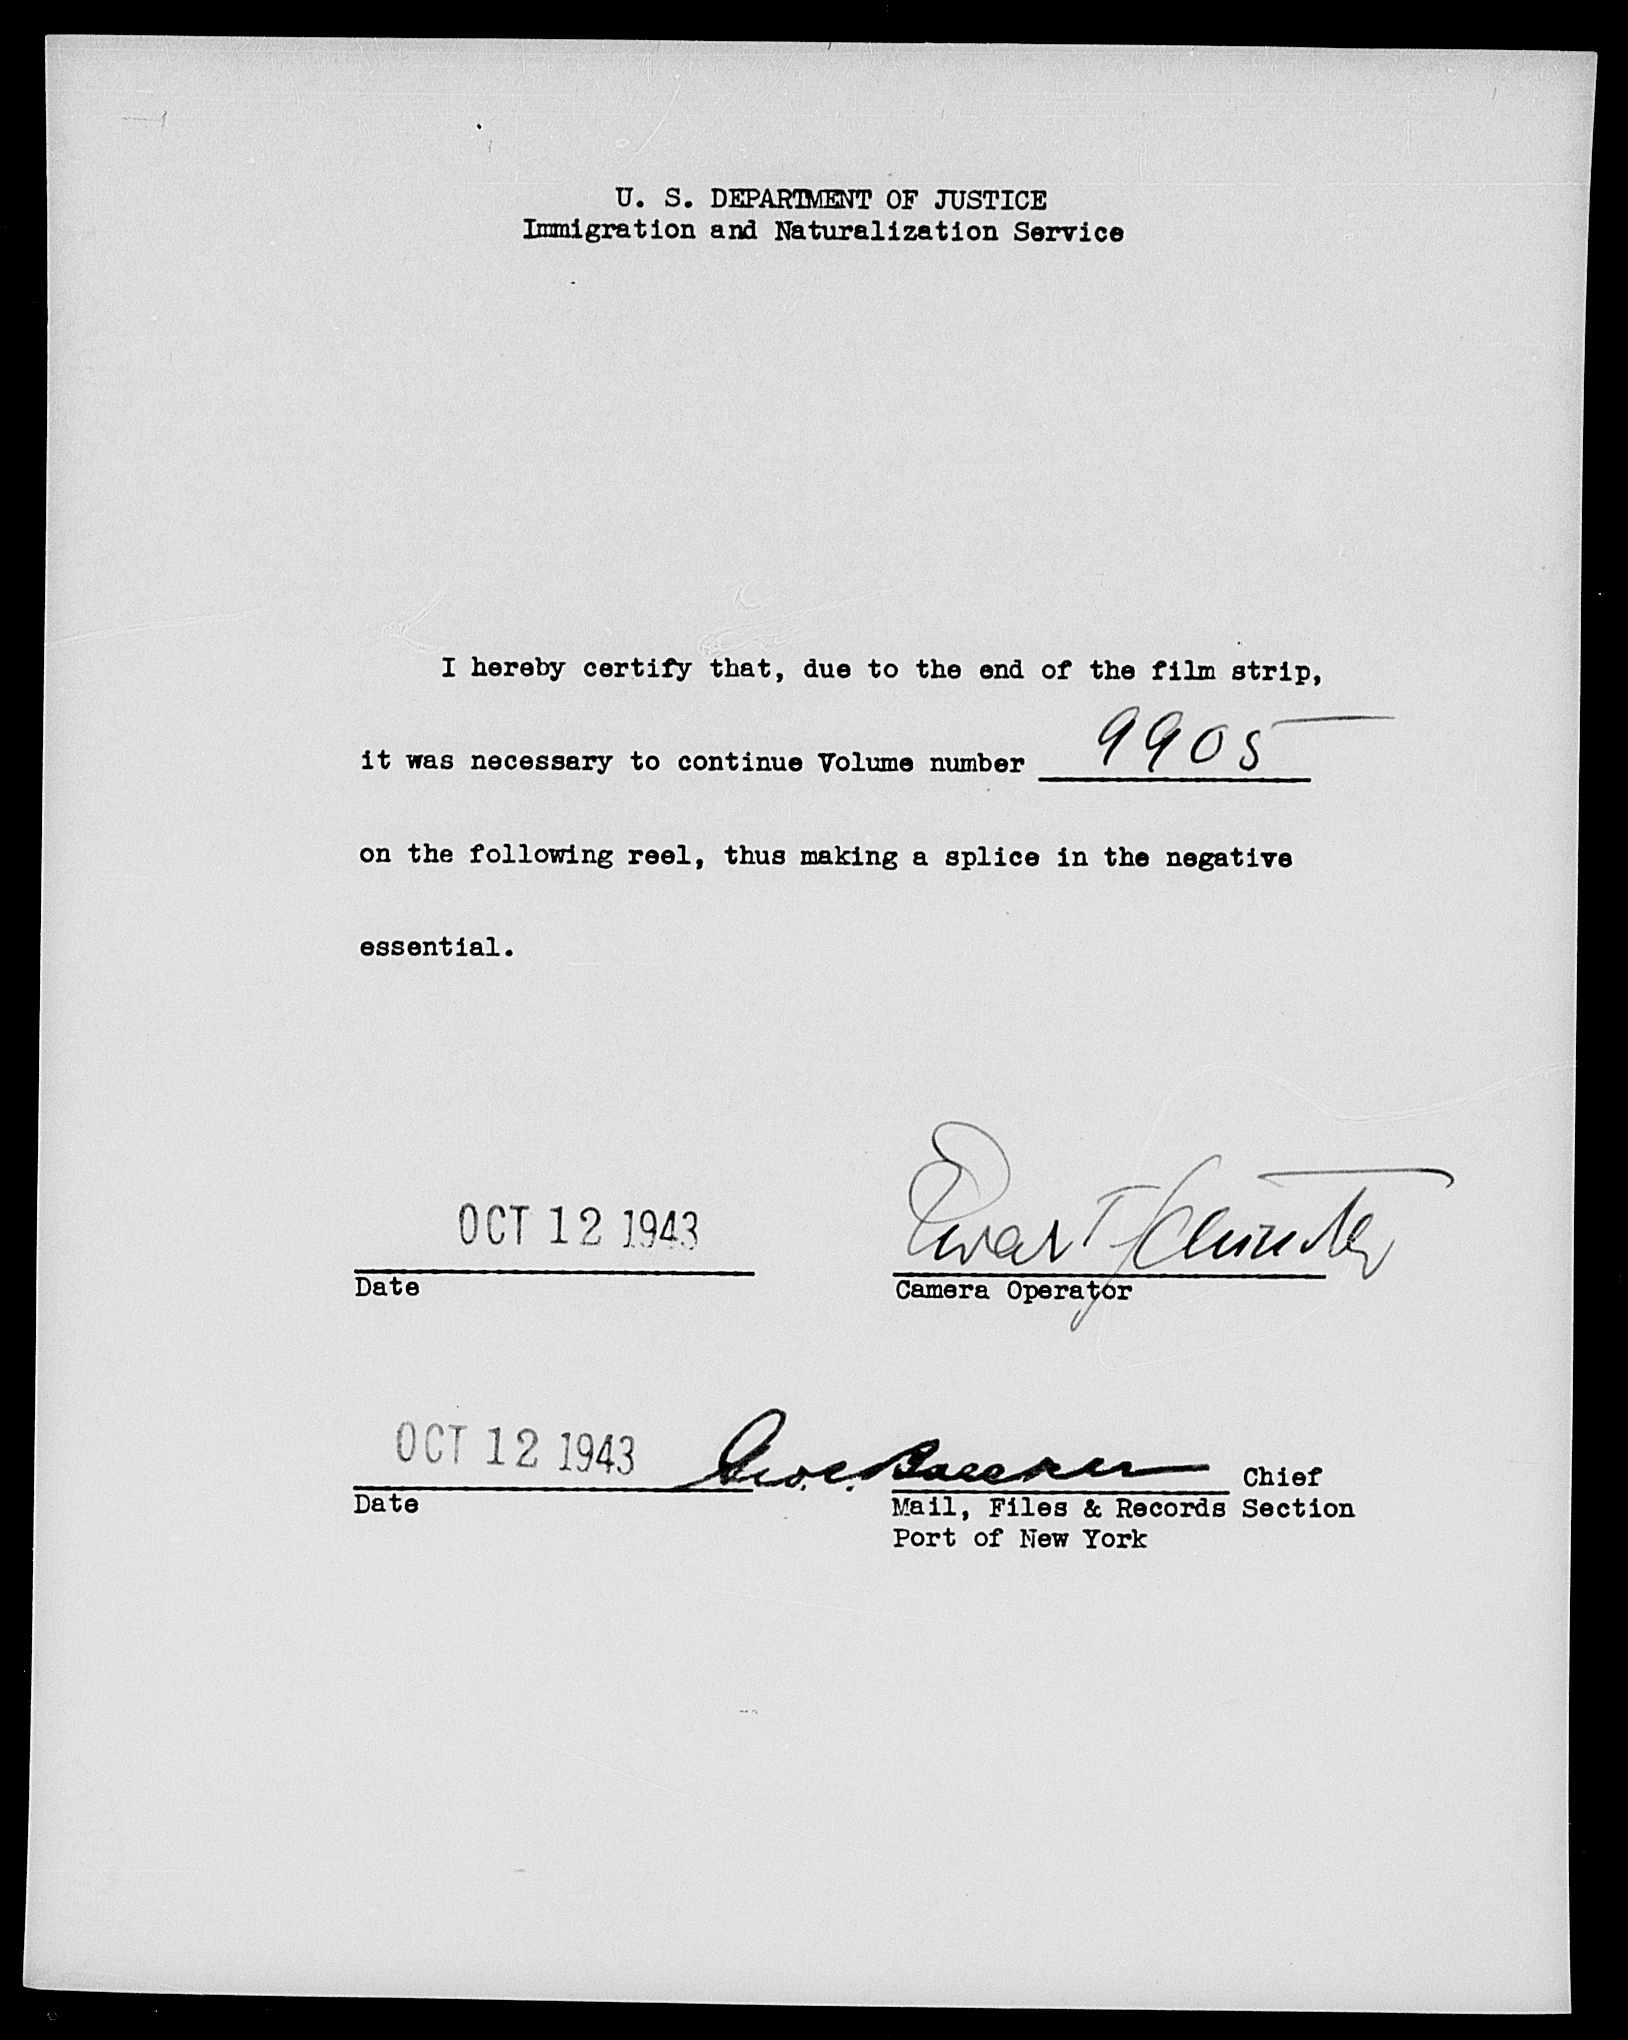 U. S. DEPARTMENT OF JUSTICE
Immigration and Naturalization Service
I hereby certify that, due to the end of the film strip,
it was necessary to continue Volume number 9905
on the following reel, thus making a splice in the negative
essential.
OCT 12 1943
Date
Camera Operator
OCT 12 1943
Chief
Date
Mail, Files & Records Section
Port of New York